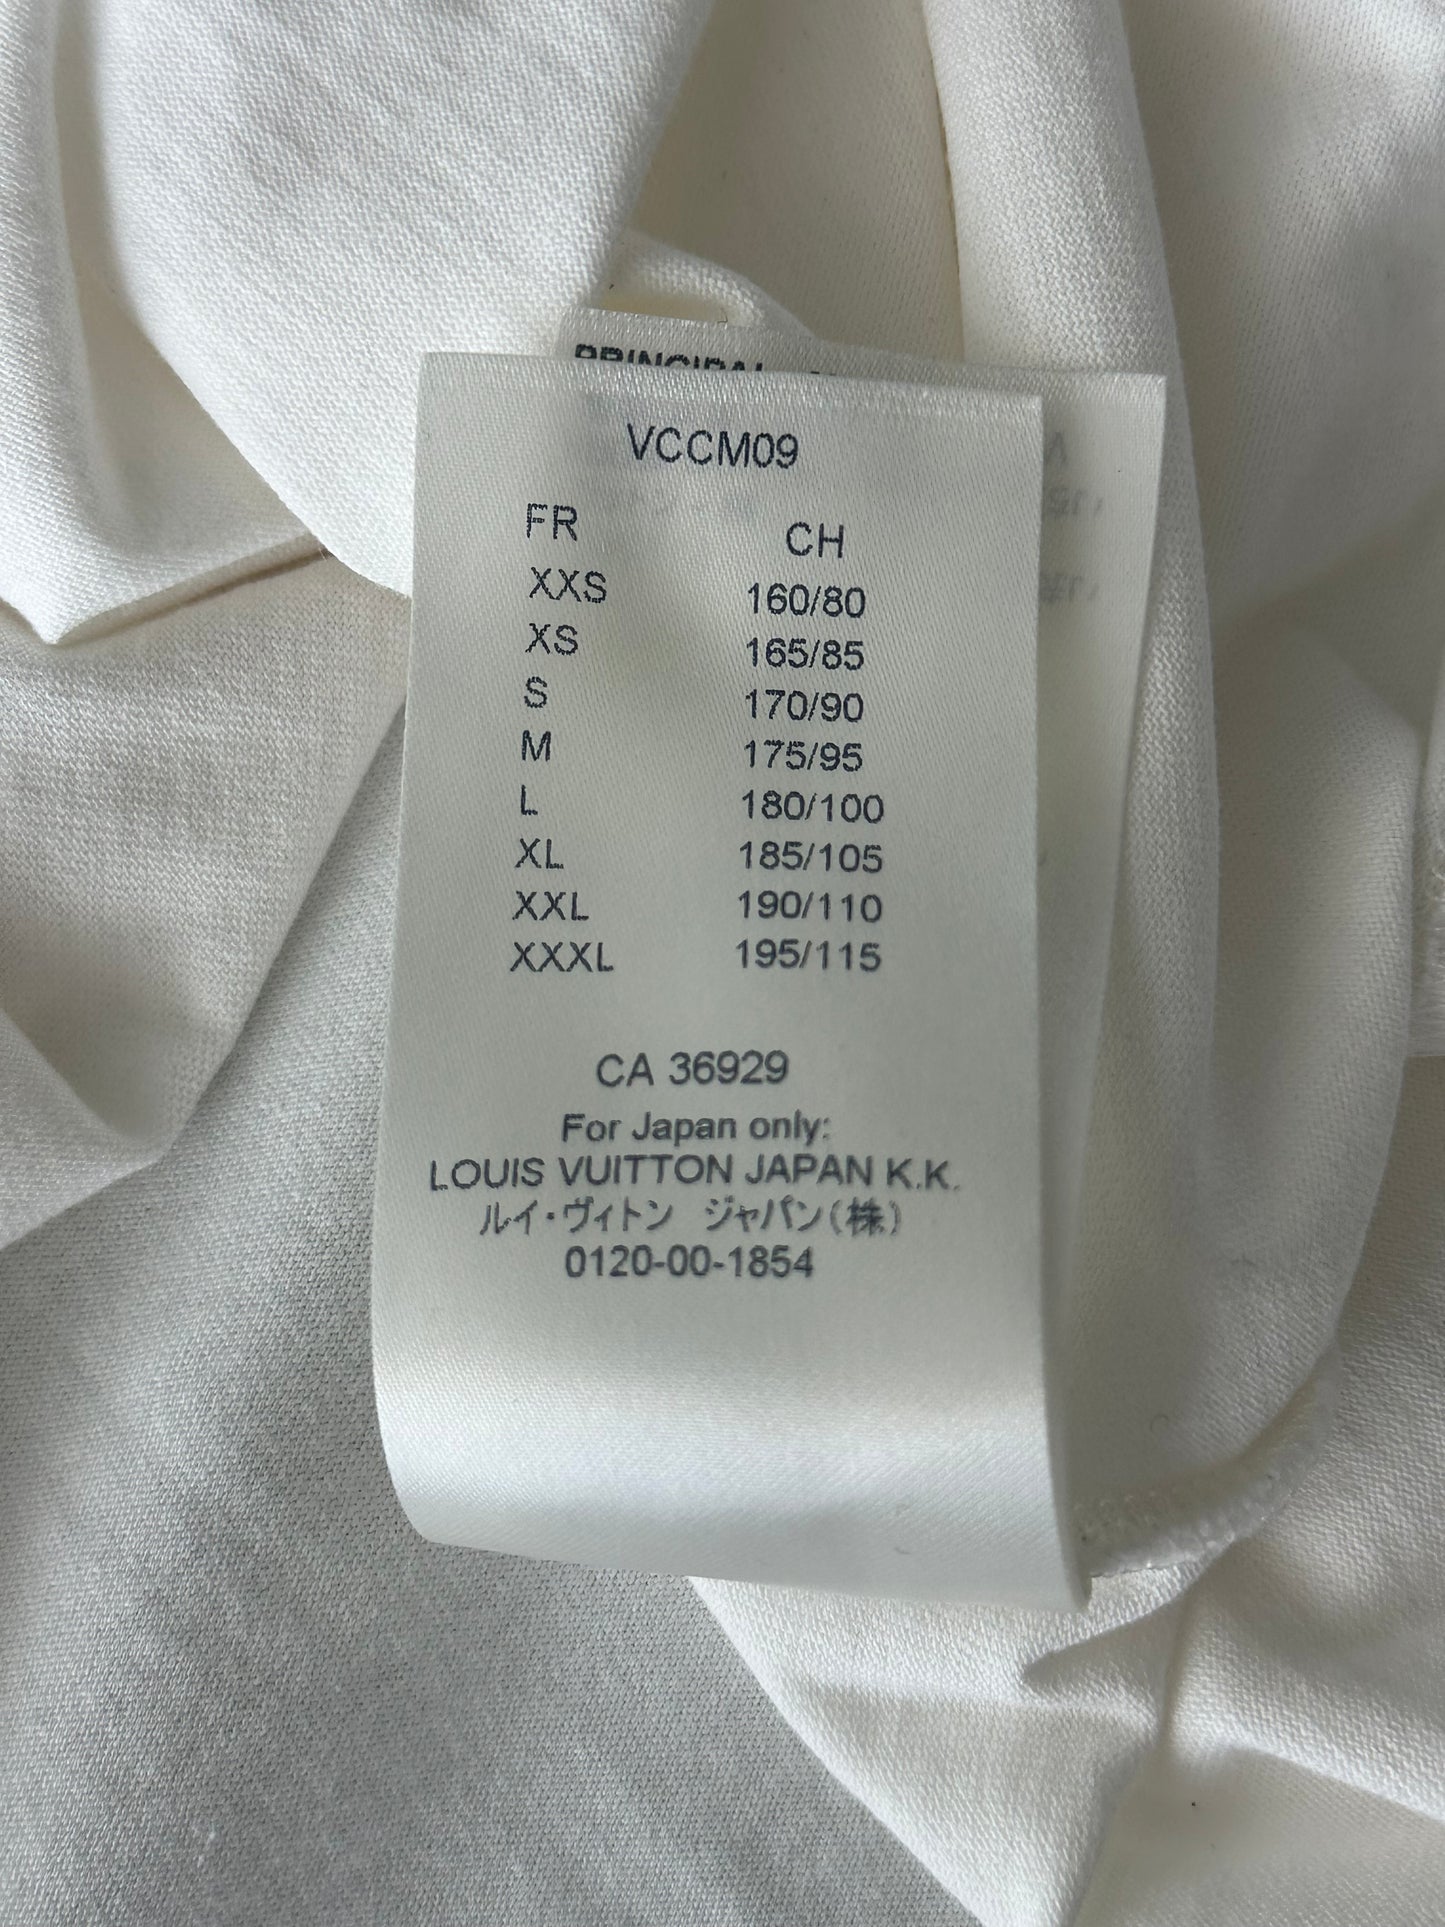 PRINCIPAL
VCCM09
FR CH
XXS 160/80
XS 165/85
S 170/90
M 175/95
L 180/100
XL 185/105
XXL 190/110
XXXL 195/115
CA 36929
For Japan only:
LOUIS VUITTON JAPAN K.K.
ルイ・ヴィトン ジャパン(株)
0120-00-1854